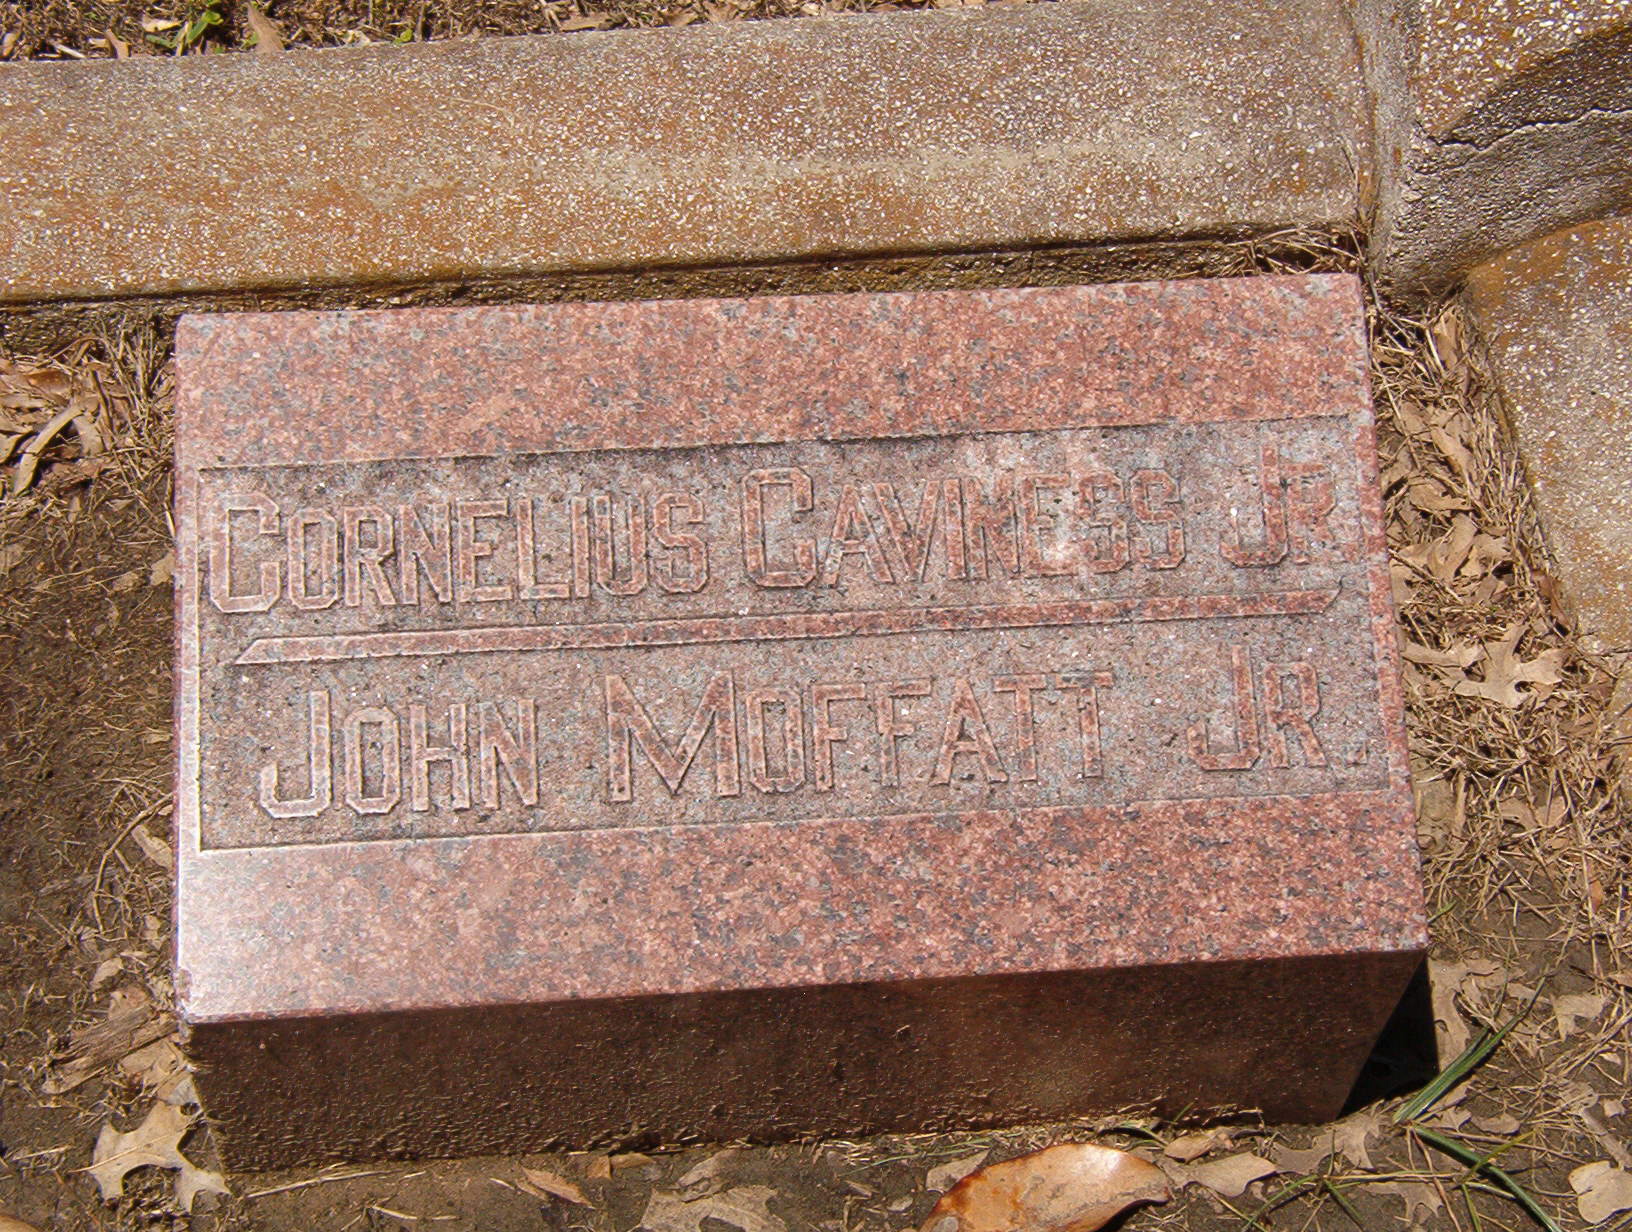 CORNELIUS CAVINESS JR.
JOHN MOFFATT JR.